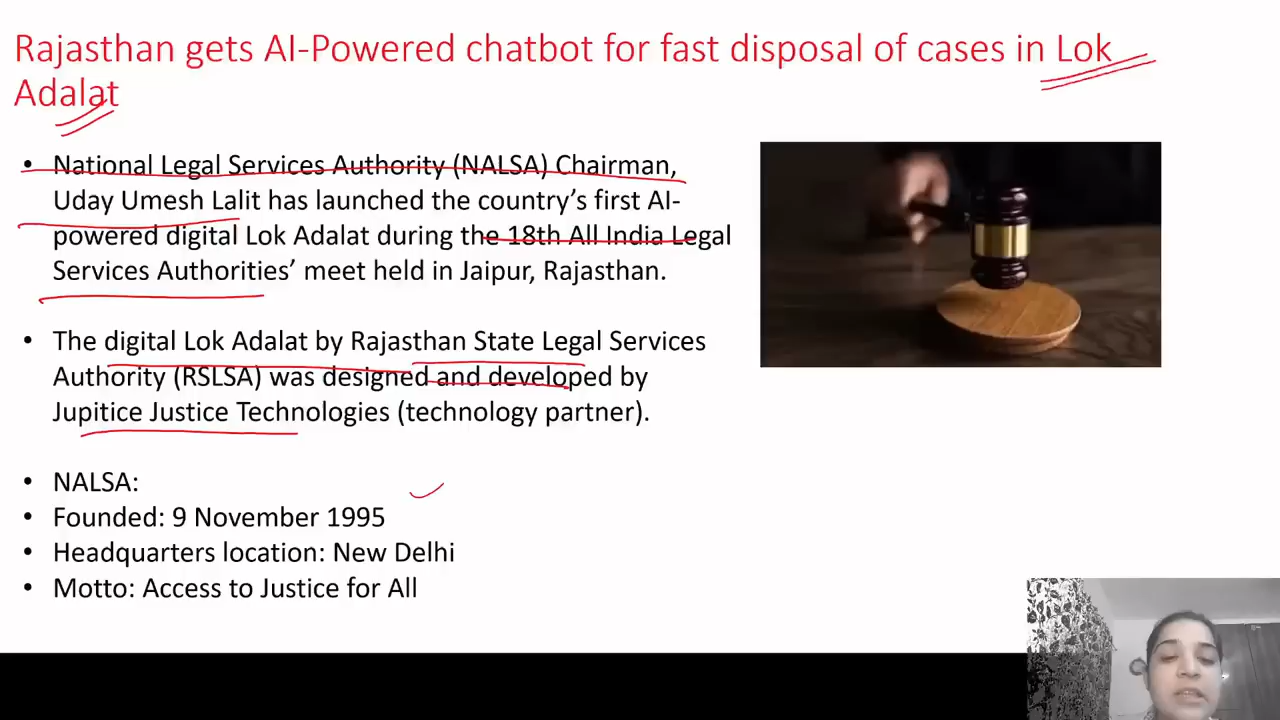 Rajasthan gets AI-Powered chatbot for fast disposal of cases in Lok
Adalat
• National Legal Services Authority (NALSA) Chairman,
Uday Umesh Lalit has launched the country’s first AI-
powered digital Lok Adalat during the 18th All India Legal
Services Authorities’ meet held in Jaipur, Rajasthan.
• The digital Lok Adalat by Rajasthan State Legal Services
Authority (RSLSA) was designed and developed by
Jupitice Justice Technologies (technology partner).
• NALSA:
• Founded: 9 November 1995
• Headquarters location: New Delhi
• Motto: Access to Justice for All